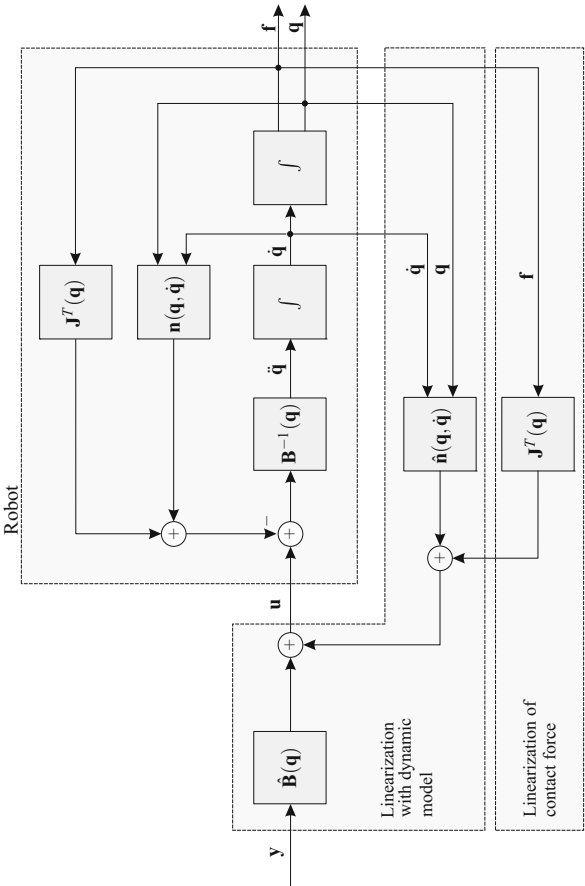 Robot
f
q
J^T(q)
n(q, q̇)
∫
q̇
∫
q̈
B^−1(q)
−
+
+
u
q̇
q
n̂(q, q̇)
f
J^T(q)
+
+
B̂(q)
y
Linearization
with dynamic
model
Linearization of
contact force